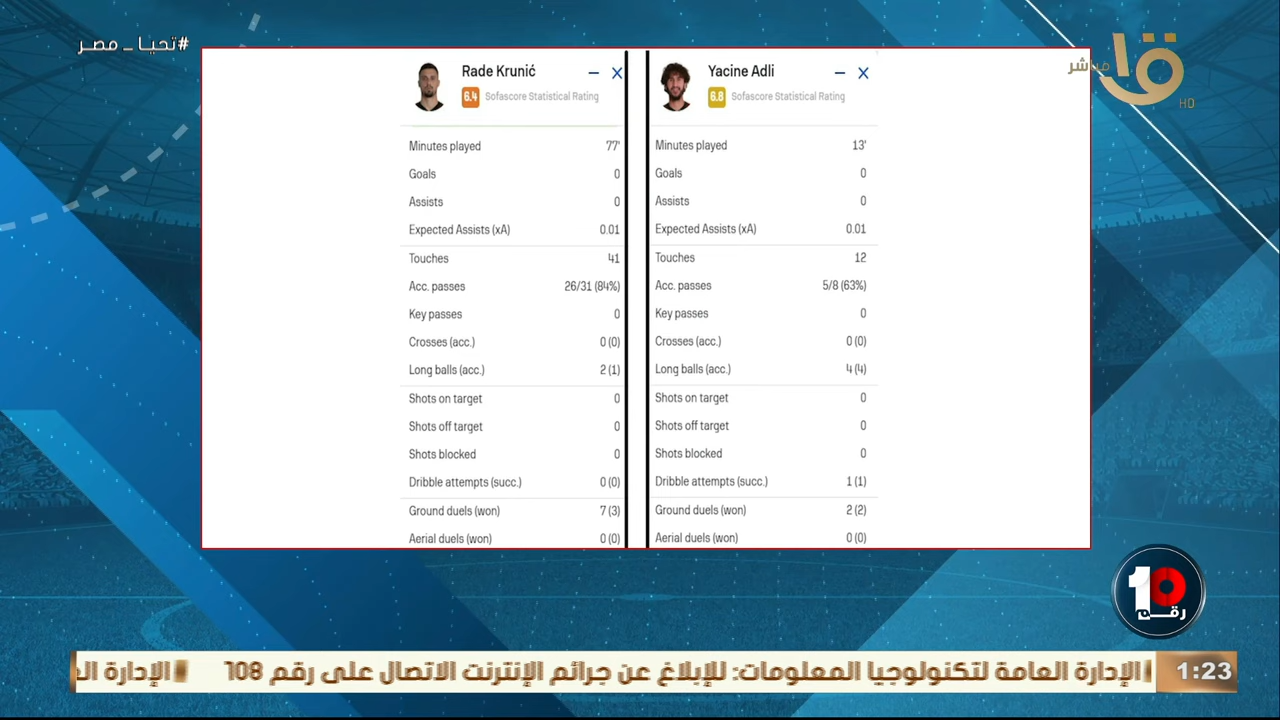 #تحيا_مصر
مباشر
HD
Rade Krunić
6.4 Sofascore Statistical Rating
Minutes played 77'
Goals 0
Assists 0
Expected Assists (xA) 0.01
Touches 41
Acc. passes 26/31 (84%)
Key passes 0
Crosses (acc.) 0 (0)
Long balls (acc.) 2 (1)
Shots on target 0
Shots off target 0
Shots blocked 0
Dribble attempts (succ.) 0 (0)
Ground duels (won) 7 (3)
Aerial duels (won) 0 (0)
Yacine Adli
6.8 Sofascore Statistical Rating
Minutes played 13'
Goals 0
Assists 0
Expected Assists (xA) 0.01
Touches 12
Acc. passes 5/8 (63%)
Key passes 0
Crosses (acc.) 0 (0)
Long balls (acc.) 4 (4)
Shots on target 0
Shots off target 0
Shots blocked 0
Dribble attempts (succ.) 1 (1)
Ground duels (won) 2 (2)
Aerial duels (won) 0 (0)
10
رقم
1:23
الإدارة العامة لتكنولوجيا المعلومات: للإبلاغ عن جرائم الإنترنت الاتصال على رقم 108
الإدارة ال